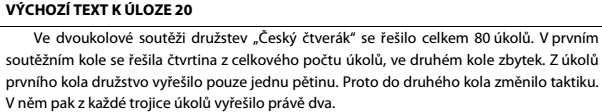 VÝCHOZÍ TEXT K ÚLOZE 20
Ve dvoukolové soutěži družstev „Český čtverák“ se řešilo celkem 80 úkolů. V prvním
soutěžním kole se řešila čtvrtina z celkového počtu úkolů, ve druhém kole zbytek. Z úkolů
prvního kola družstvo vyřešilo pouze jednu pětinu. Proto do druhého kola změnilo taktiku.
V něm pak z každé trojice úkolů vyřešilo právě dva.